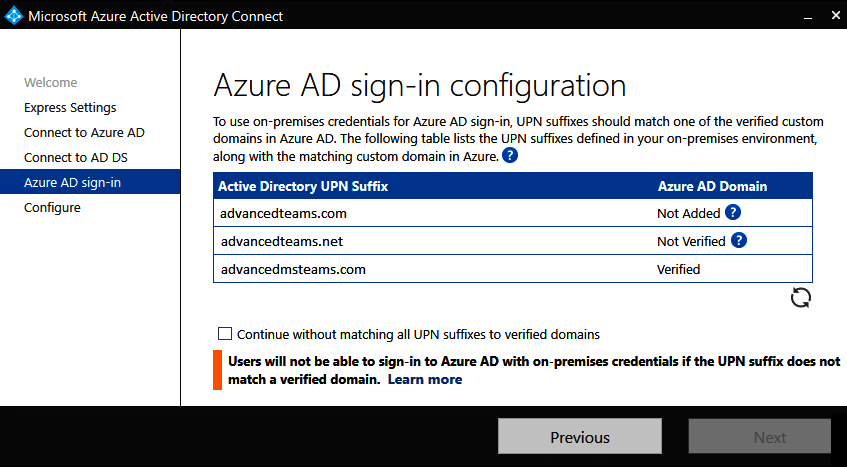 Microsoft Azure Active Directory Connect
Welcome
Express Settings
Connect to Azure AD
Connect to AD DS
Azure AD sign-in
Configure
Azure AD sign-in configuration
To use on-premises credentials for Azure AD sign-in, UPN suffixes should match one of the verified custom
domains in Azure AD. The following table lists the UPN suffixes defined in your on-premises environment,
along with the matching custom domain in Azure. ?
Active Directory UPN Suffix Azure AD Domain
advancedteams.com Not Added ?
advancedteams.net Not Verified ?
advancedmsteams.com Verified
Continue without matching all UPN suffixes to verified domains
Users will not be able to sign-in to Azure AD with on-premises credentials if the UPN suffix does not
match a verified domain. Learn more
Previous Next